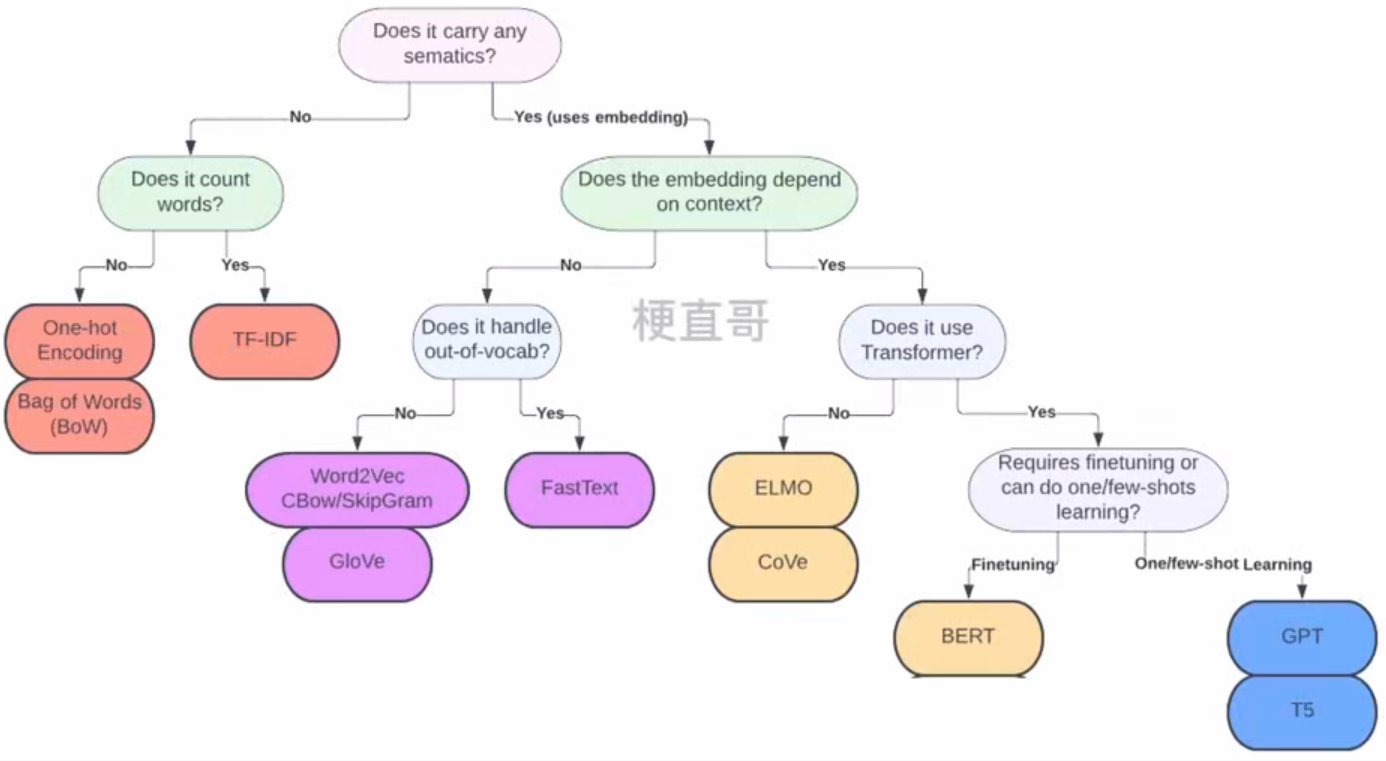 Does it carry any
sematics?
No
Yes (uses embedding)
Does it count
words?
Does the embedding depend
on context?
No
Yes
No
Yes
One-hot
Encoding
TF-IDF
梗直哥
Does it handle
out-of-vocab?
Does it use
Transformer?
Bag of Words
(BoW)
No
Yes
No
Yes
Word2Vec
CBow/SkipGram
FastText
ELMO
Requires finetuning or
can do one/few-shots
learning?
GloVe
CoVe
Finetuning
One/few-shot Learning
BERT
GPT
T5